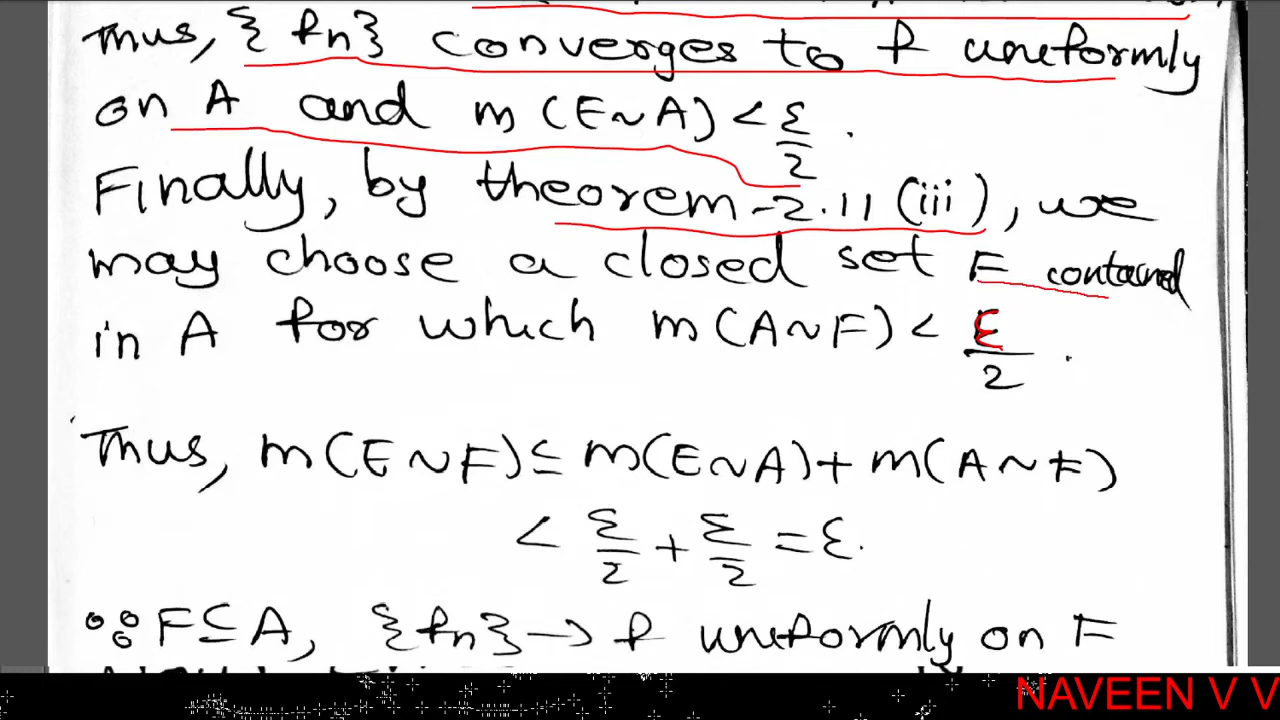 Thus, {fn} converges to f uniformly
on A and m(E~A) < ε/2 .
Finally, by theorem-2.11 (iii), we
may choose a closed set F contained
in A for which m(A~F) < ε/2 .
Thus, m(E~F) ≤ m(E~A) + m(A~F)
< ε/2 + ε/2 = ε.
∵ F ⊆ A, {fn} → f uniformly on F
NAVEEN V V